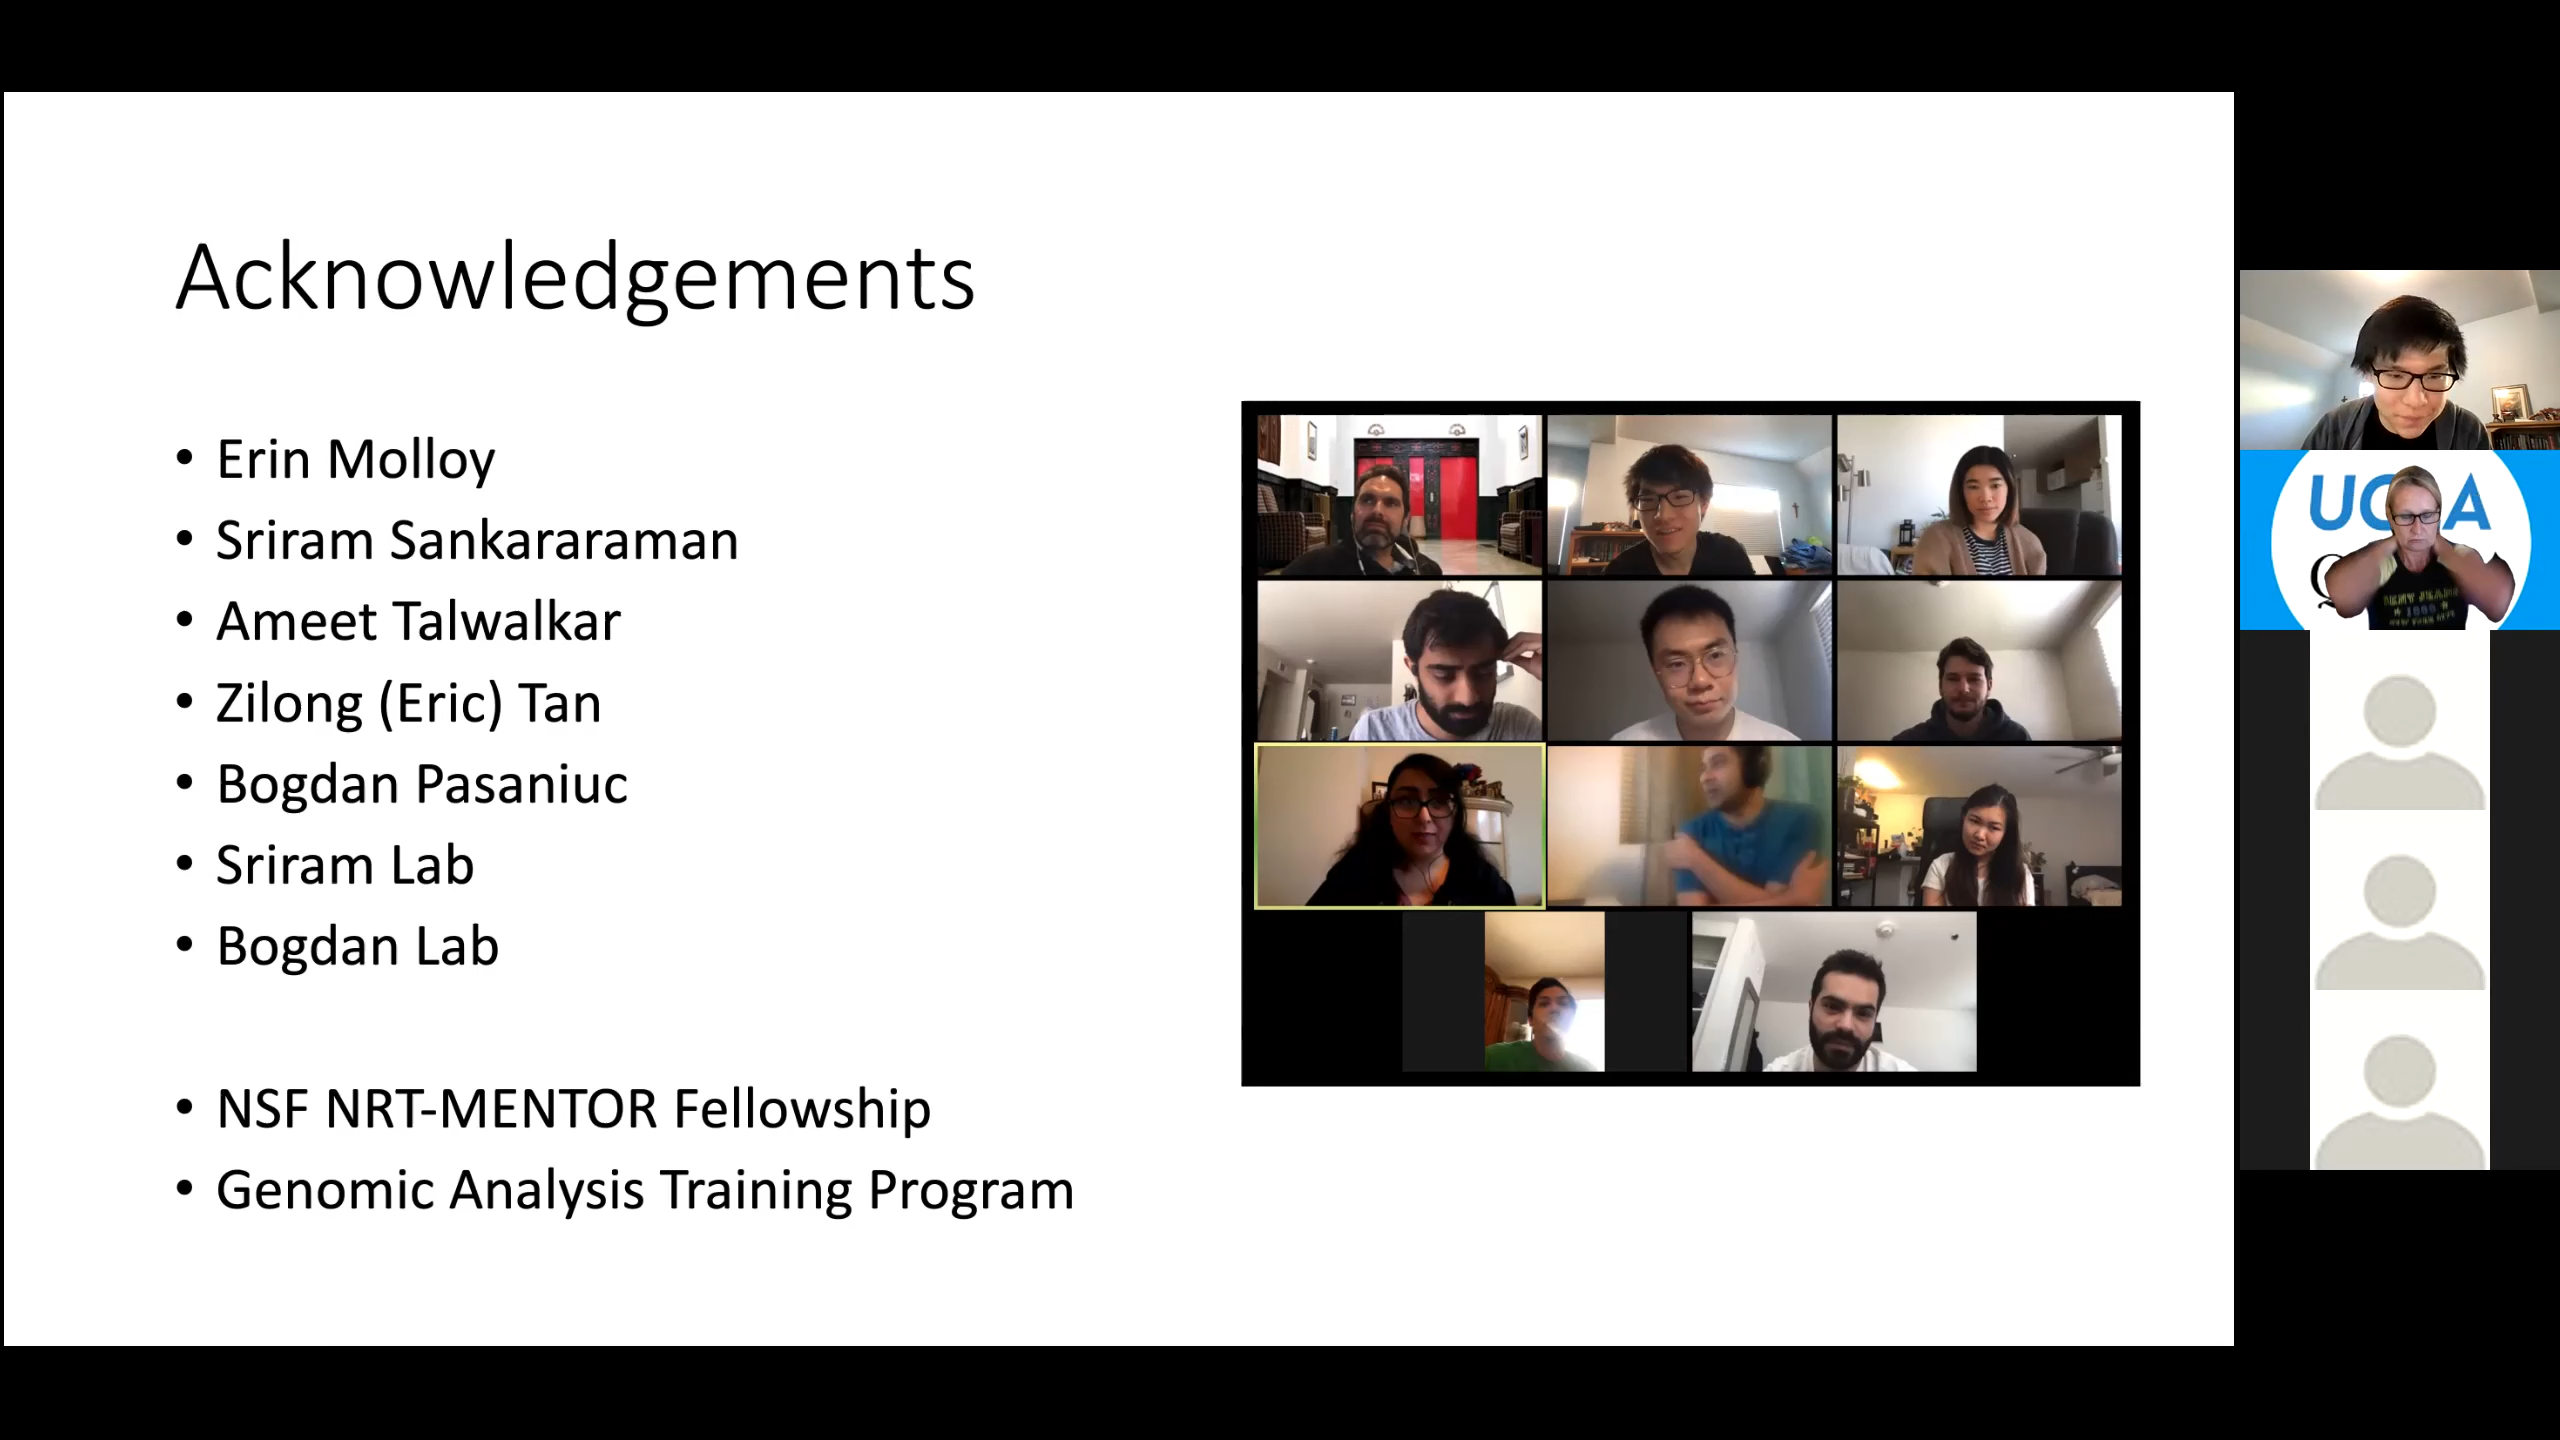 Acknowledgements
• Erin Molloy
• Sriram Sankararaman
• Ameet Talwalkar
• Zilong (Eric) Tan
• Bogdan Pasaniuc
• Sriram Lab
• Bogdan Lab
• NSF NRT-MENTOR Fellowship
• Genomic Analysis Training Program